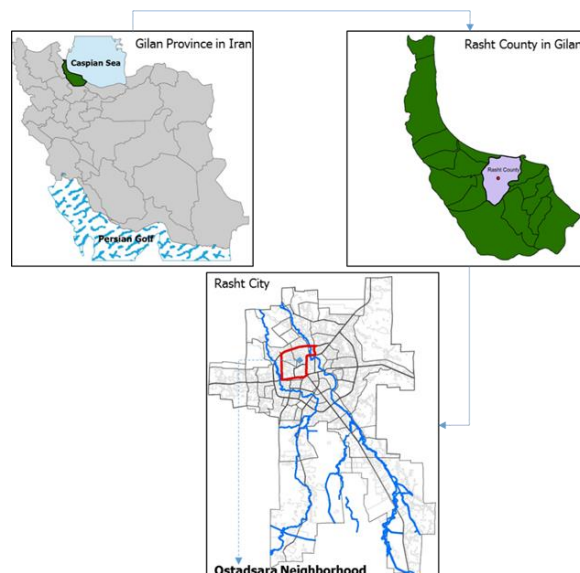 Gilan Province in Iran
Caspian Sea
Persian Golf
Rasht County in Gilan
Rasht County
Rasht City
Ostadsara Neighborhood